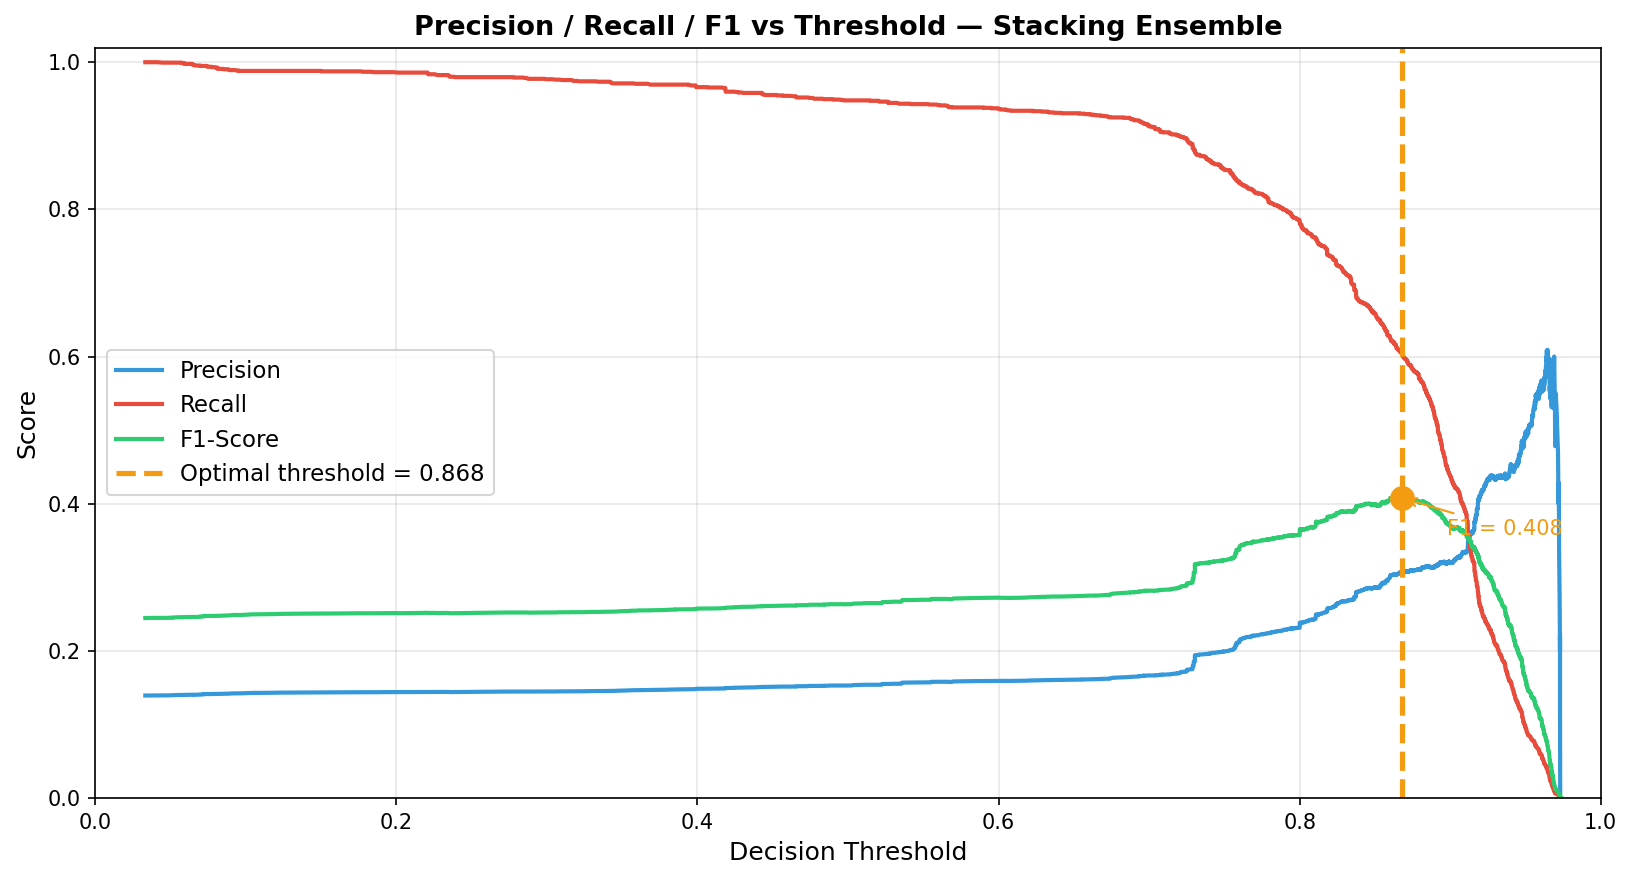 Precision / Recall / F1 vs Threshold — Stacking Ensemble
1.0
0.8
0.6
0.4
0.2
0.0
Score
Precision
Recall
F1-Score
Optimal threshold = 0.868
F1 = 0.408
0.0 0.2 0.4 0.6 0.8 1.0
Decision Threshold